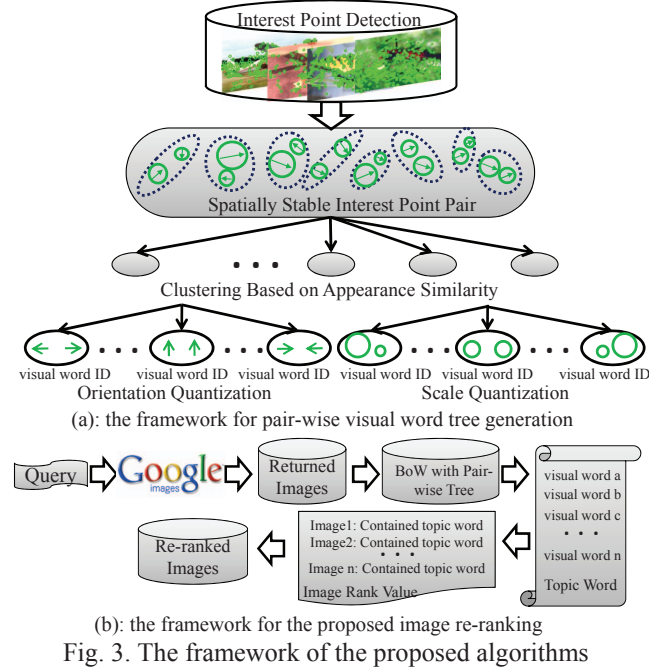 Interest Point Detection
Spatially Stable Interest Point Pair
Clustering Based on Appearance Similarity
visual word ID visual word ID visual word ID visual word ID visual word ID visual word ID
Orientation Quantization Scale Quantization
(a): the framework for pair-wise visual word tree generation
Query
Google
images
Returned
Images
BoW with Pair-
wise Tree
visual word a
visual word b
visual word c
visual word n
Topic Word
Image1: Contained topic word
Image2: Contained topic word
Image n: Contained topic word
Image Rank Value
Re-ranked
Images
(b): the framework for the proposed image re-ranking
Fig. 3. The framework of the proposed algorithms